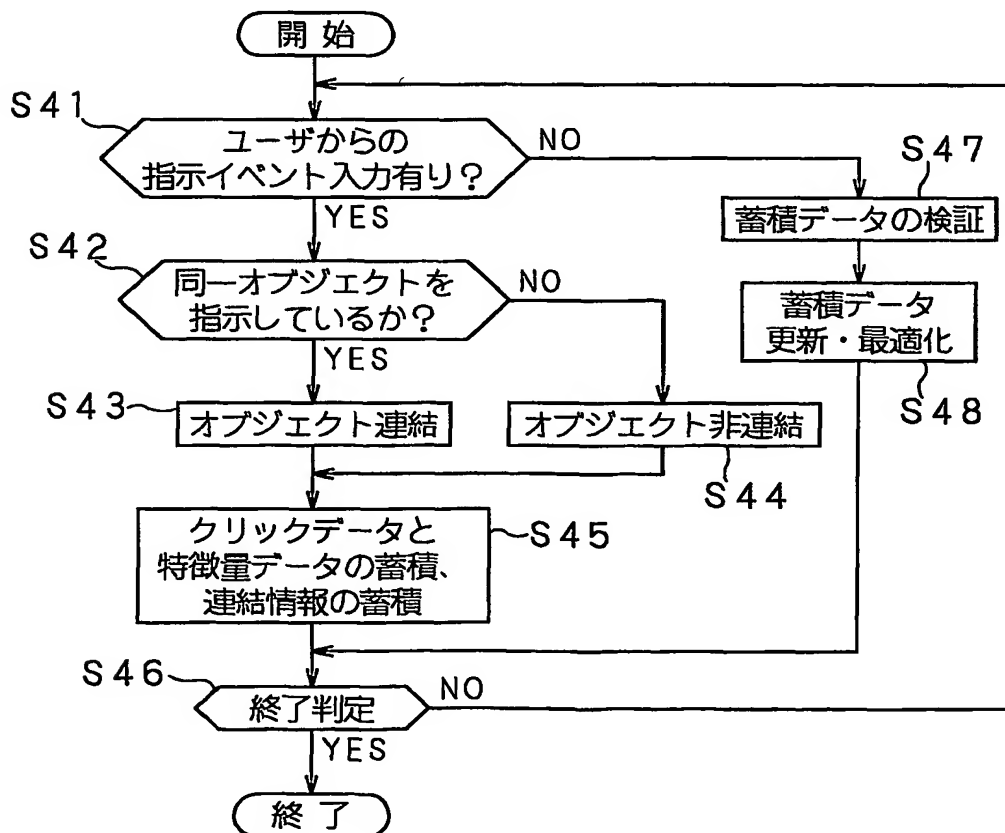 開始
S41
ユーザからの
指示イベント入力有り？
NO
YES
S47
蓄積データの検証
S42
同一オブジェクトを
指示しているか？
NO
YES
蓄積データ
更新・最適化
S48
S43
オブジェクト連結
オブジェクト非連結
S44
クリックデータと
特徴量データの蓄積、
連結情報の蓄積
S45
S46
終了判定
NO
YES
終了